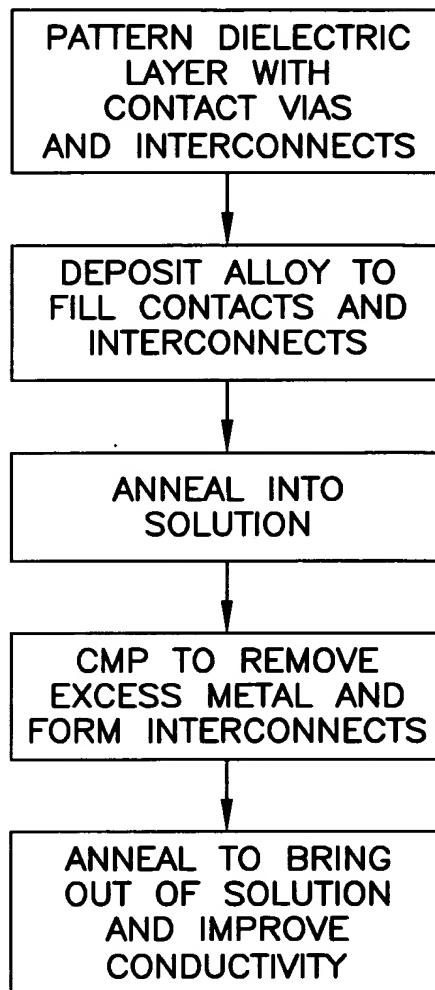 PATTERN DIELECTRIC
LAYER WITH
CONTACT VIAS
AND INTERCONNECTS
DEPOSIT ALLOY TO
FILL CONTACTS AND
INTERCONNECTS
ANNEAL INTO
SOLUTION
CMP TO REMOVE
EXCESS METAL AND
FORM INTERCONNECTS
ANNEAL TO BRING
OUT OF SOLUTION
AND IMPROVE
CONDUCTIVITY